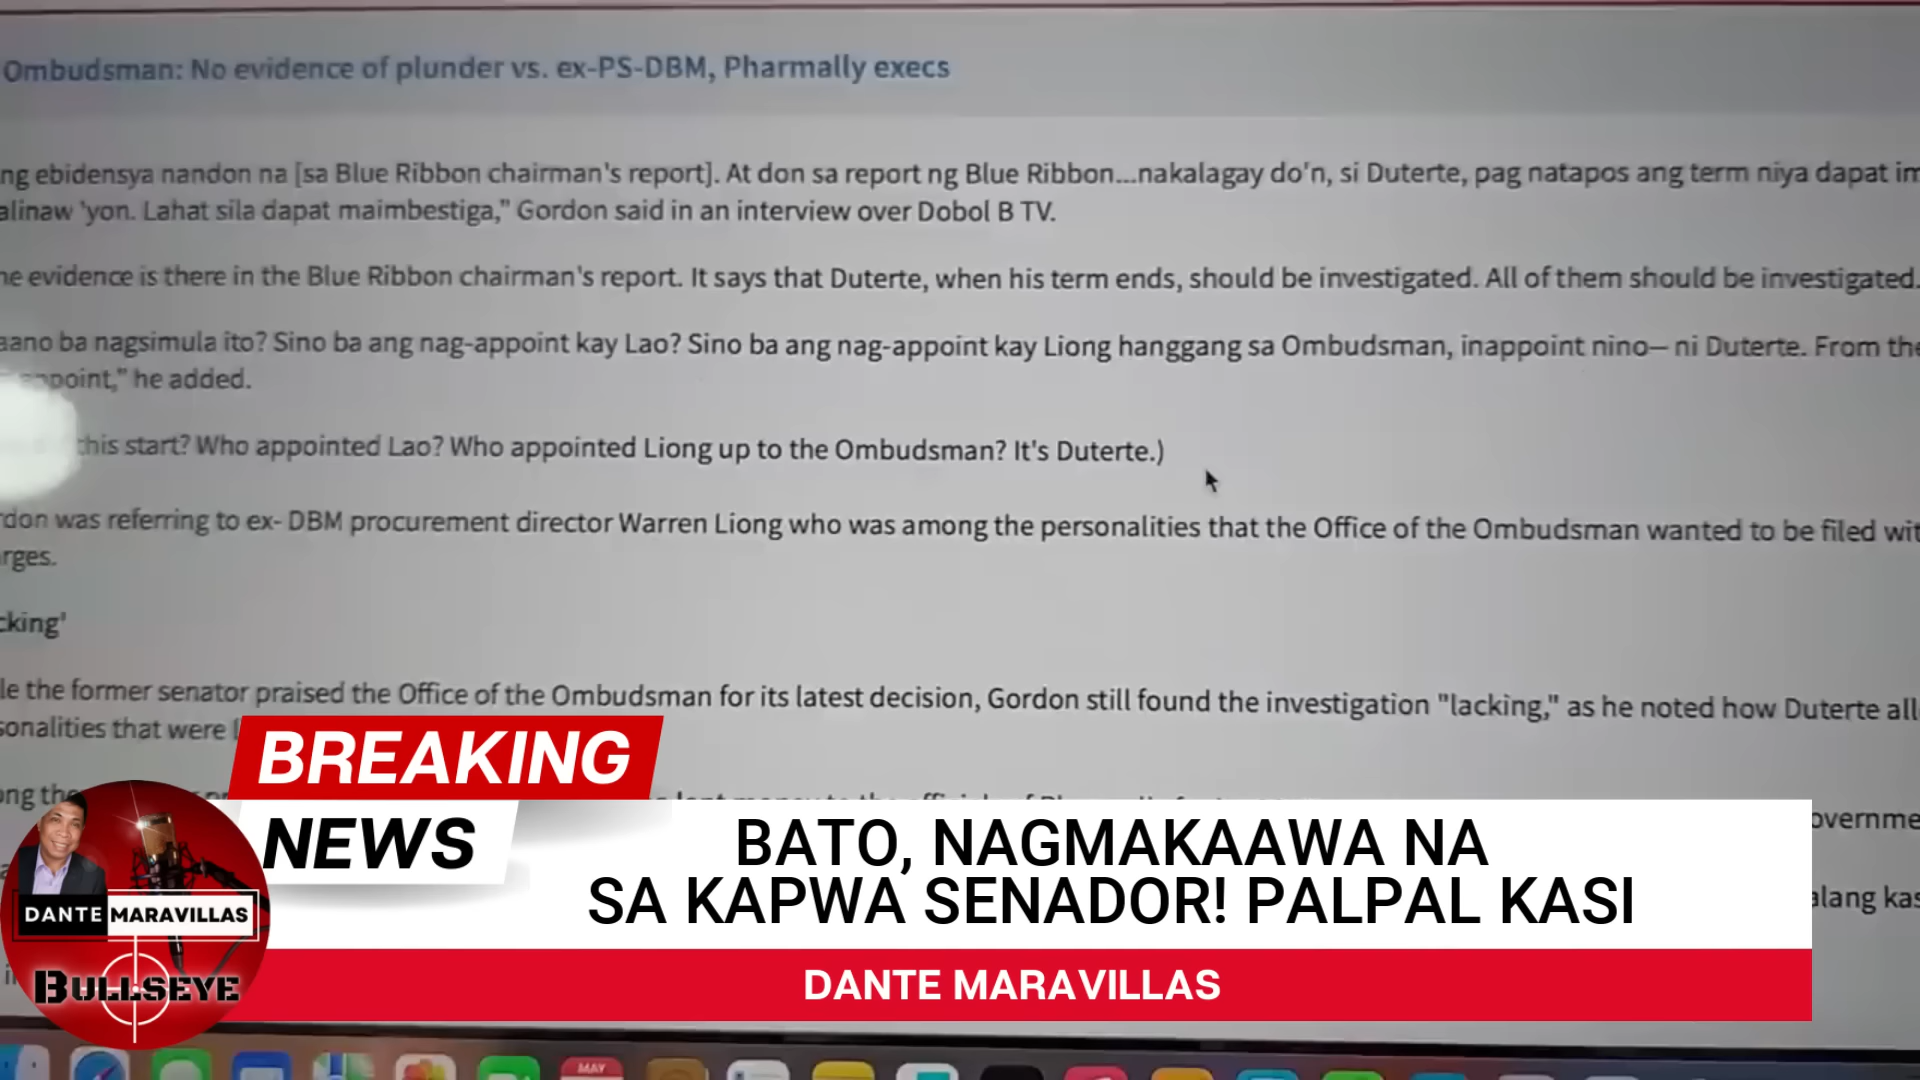 Ombudsman: No evidence of plunder vs. ex-PS-DBM, Pharmally execs
ng ebidensya nandon na [sa Blue Ribbon chairman's report]. At don sa report ng Blue Ribbon...nakalagay do'n, si Duterte, pag natapos ang term niya dapat im
alinaw 'yon. Lahat sila dapat maimbestiga," Gordon said in an interview over Dobol B TV.
he evidence is there in the Blue Ribbon chairman's report. It says that Duterte, when his term ends, should be investigated. All of them should be investigated.
aano ba nagsimula ito? Sino ba ang nag-appoint kay Lao? Sino ba ang nag-appoint kay Liong hanggang sa Ombudsman, inappoint nino— ni Duterte. From the
appoint," he added.
this start? Who appointed Lao? Who appointed Liong up to the Ombudsman? It's Duterte.)
rdon was referring to ex- DBM procurement director Warren Liong who was among the personalities that the Office of the Ombudsman wanted to be filed wit
rges.
cking'
le the former senator praised the Office of the Ombudsman for its latest decision, Gordon still found the investigation "lacking," as he noted how Duterte all
sonalities that were
ong the
overnme
alang kas
BREAKING
NEWS
BATO, NAGMAKAAWA NA
SA KAPWA SENADOR! PALPAL KASI
DANTE MARAVILLAS
DANTE MARAVILLAS
BULLSEYE
MAY